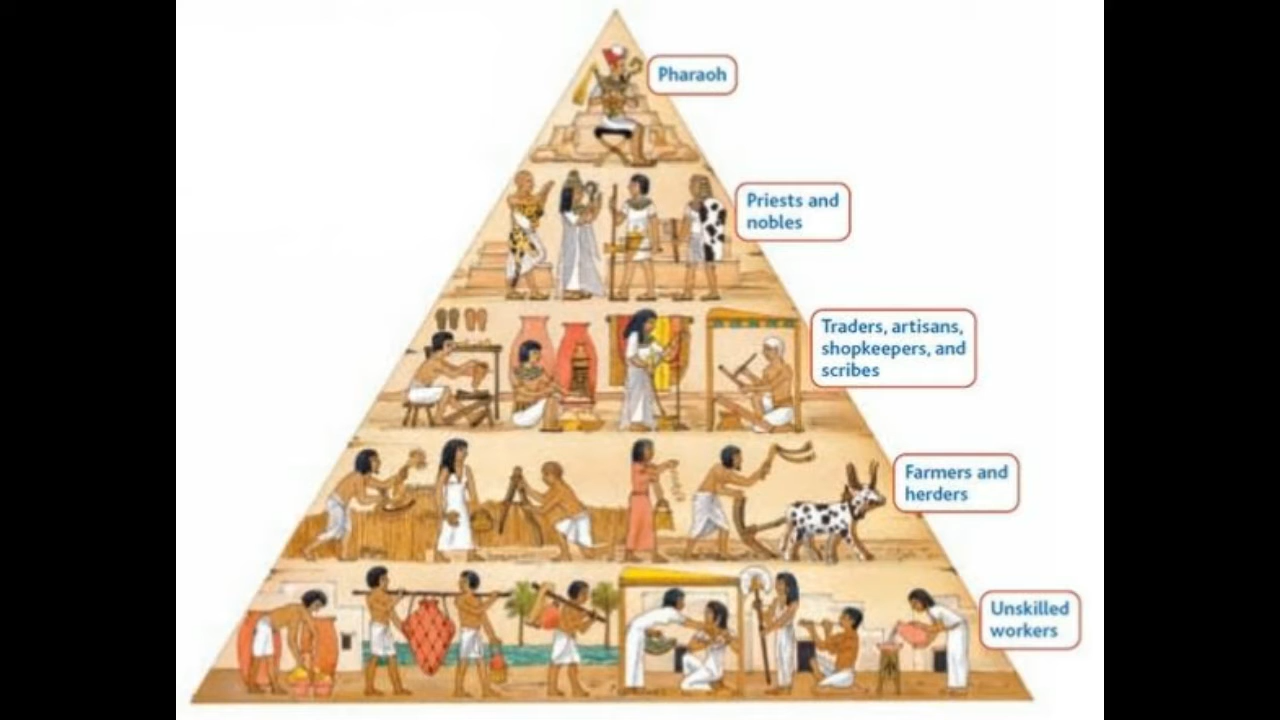 Pharaoh
Priests and
nobles
Traders, artisans,
shopkeepers, and
scribes
Farmers and
herders
Unskilled
workers